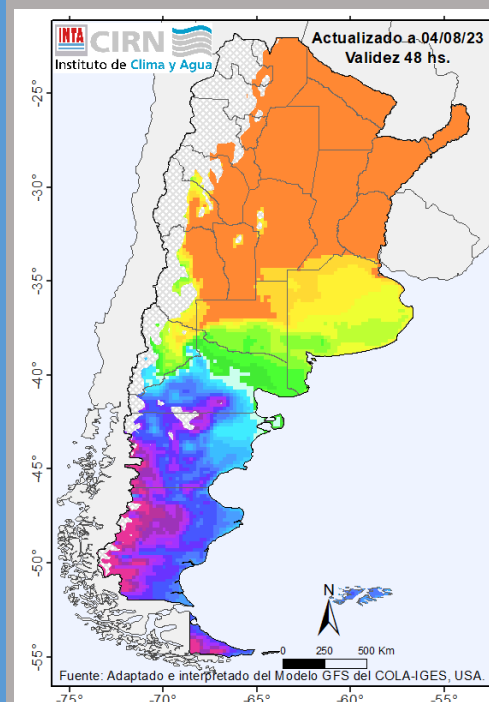 INTA CIRN
Instituto de Clima y Agua
Actualizado a 04/08/23
Validez 48 hs.
-25°
-30°
-35°
-40°
-45°
-50°
-55°
N
0 250 500 Km
Fuente: Adaptado e interpretado del Modelo GFS del COLA-IGES, USA.
-75° -70° -65° -60° -55°